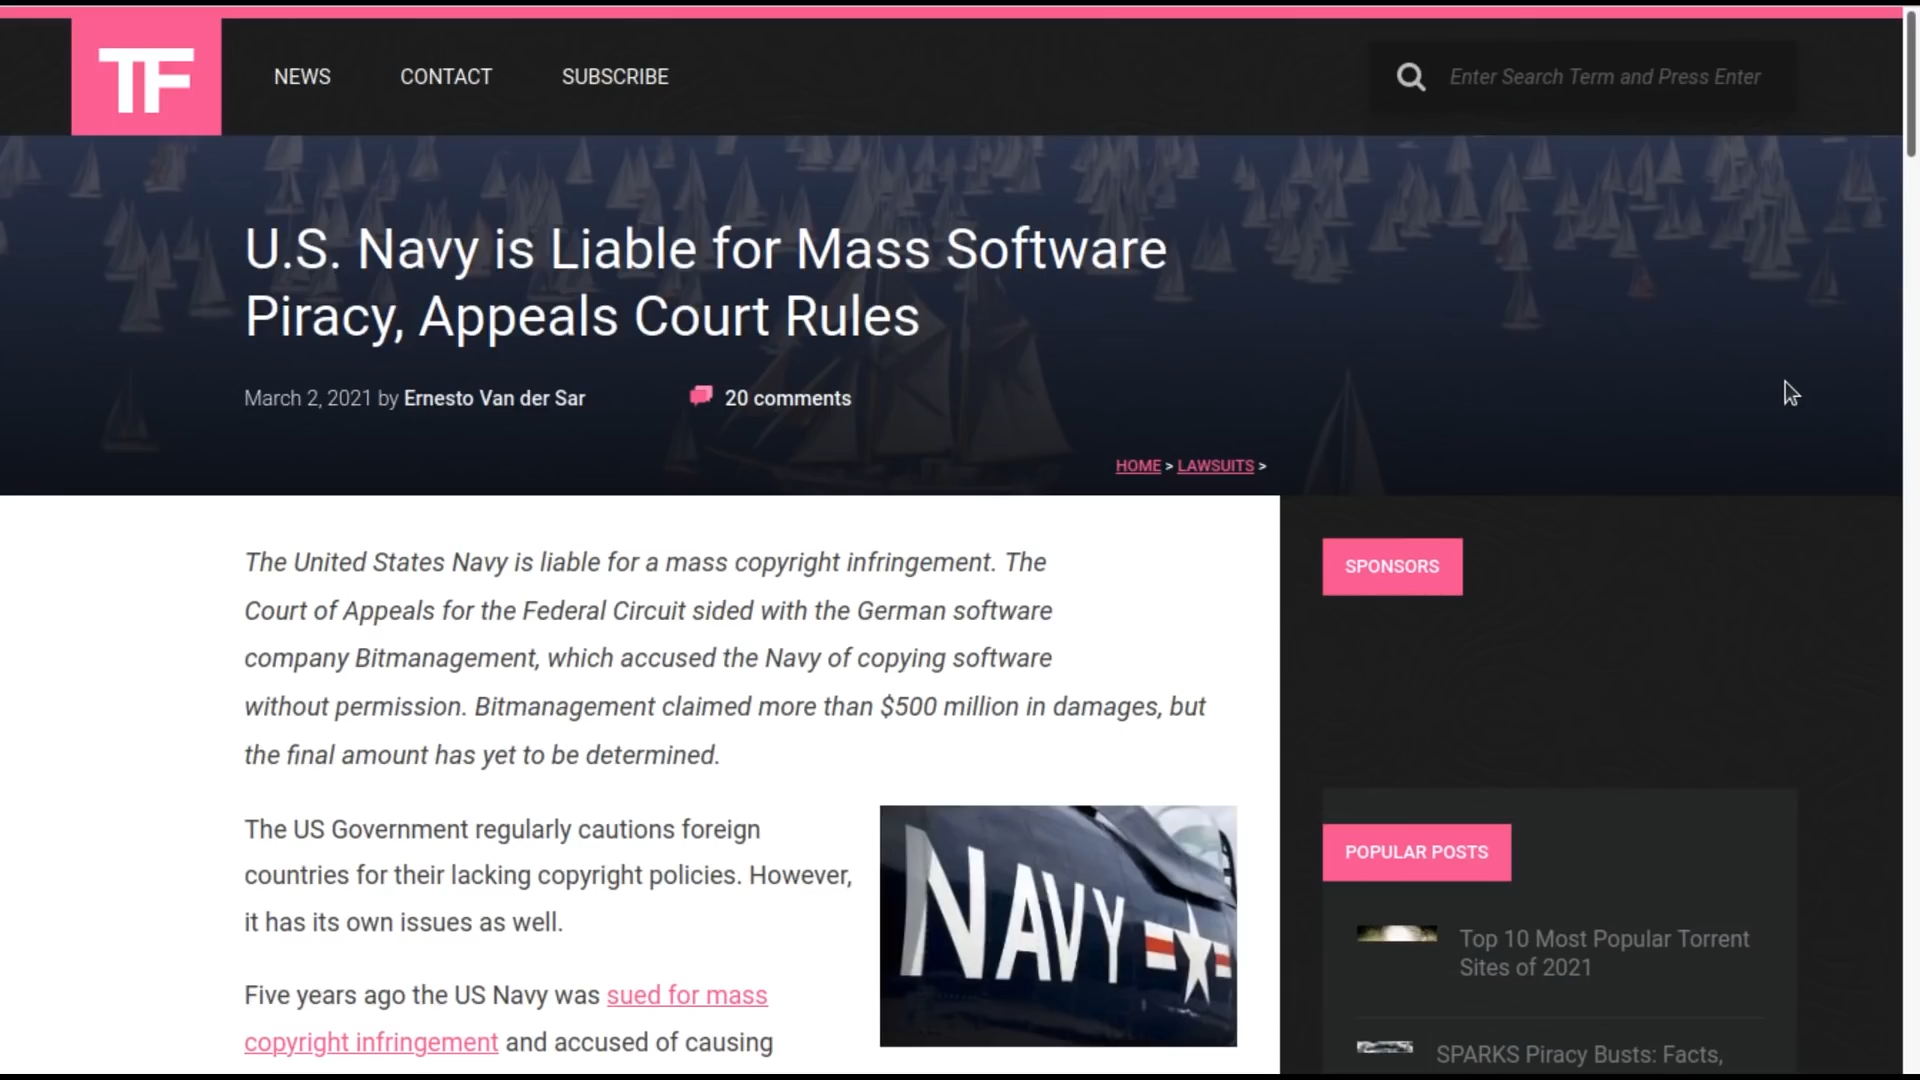 TF
NEWS
CONTACT
SUBSCRIBE
Enter Search Term and Press Enter
U.S. Navy is Liable for Mass Software
Piracy, Appeals Court Rules
March 2, 2021 by Ernesto Van der Sar
20 comments
HOME > LAWSUITS >
The United States Navy is liable for a mass copyright infringement. The
Court of Appeals for the Federal Circuit sided with the German software
company Bitmanagement, which accused the Navy of copying software
without permission. Bitmanagement claimed more than $500 million in damages, but
the final amount has yet to be determined.
The US Government regularly cautions foreign
countries for their lacking copyright policies. However,
it has its own issues as well.
Five years ago the US Navy was sued for mass
copyright infringement and accused of causing
NAVY
SPONSORS
POPULAR POSTS
Top 10 Most Popular Torrent
Sites of 2021
SPARKS Piracy Busts: Facts,